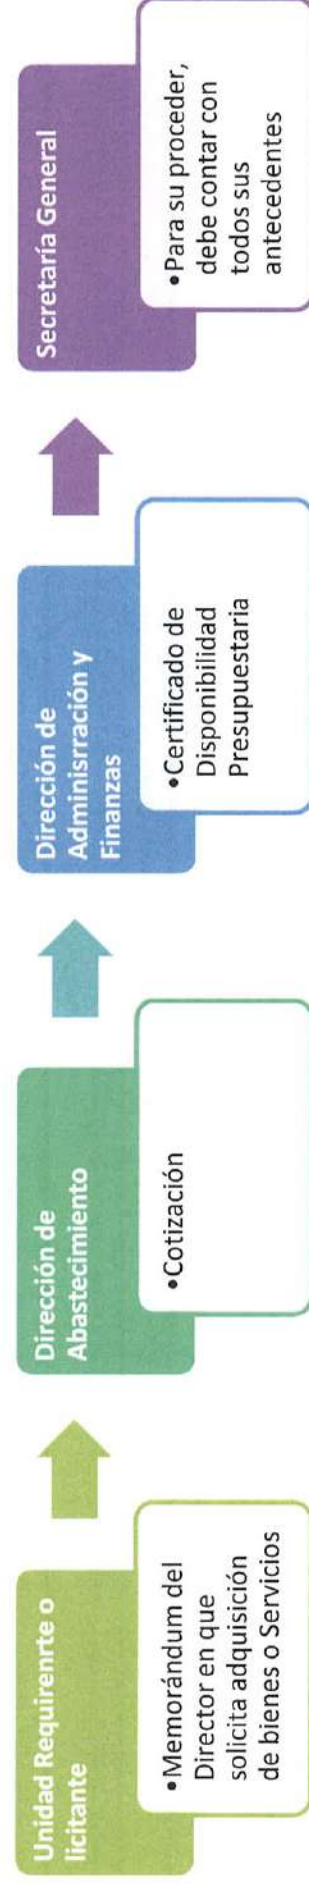 Unidad Requirenrte o
licitante
•Memorándum del
Director en que
solicita adquisición
de bienes o Servicios
Dirección de
Abastecimiento
•Cotización
Dirección de
Adminisrración y
Finanzas
•Certificado de
Disponibilidad
Presupuestaria
Secretaría General
•Para su proceder,
debe contar con
todos sus
antecedentes